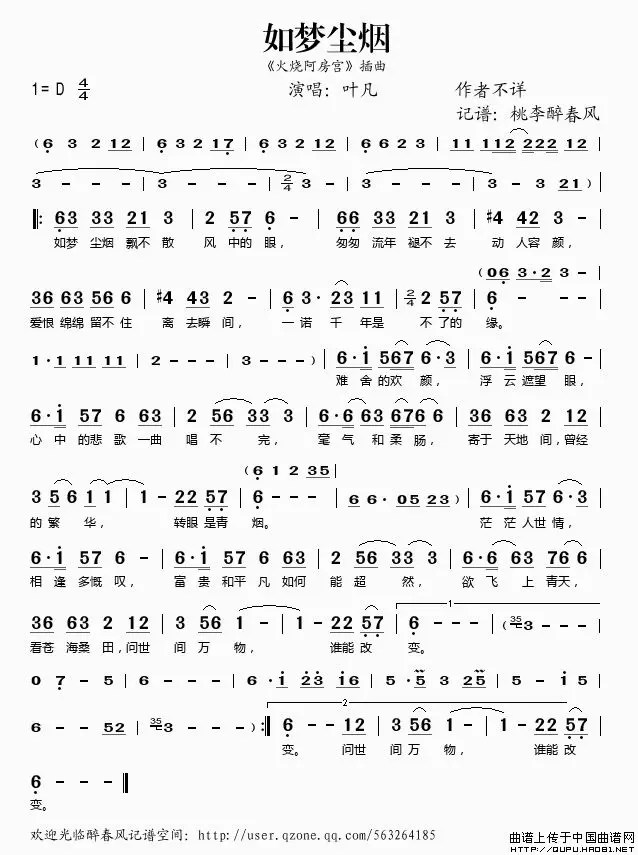 如梦尘烟
《火烧阿房宫》插曲
1= D 4/4 演唱：叶凡 作者不详
记谱：桃李醉春风
( 6 3 2 12 | 6 3 2 17 | 6 3 2 12 | 6 6 2 3 | 11 11 112 222 12 |
3 - - - | 3 - - - | 2/4 3 - | 3 - - - | 3 - 3 21 ) |
‖: 63 33 21 3 | 2 57 6 - | 66 33 22 3 | #4 42 3 - |
如梦 尘烟 飘不 散 风 中的 眼， 匆匆 流年 褪不 去 动 人容 颜，
(06 3·2 3 |
36 63 56 6 | #4 43 2 - | 6· 23 11 | 2/4 2 57 | 6 -
爱恨 绵绵 留不 住 离 去瞬 间， 一诺 千 年是 不 了的 缘。
1·1 11 11 | 2 - - - | 3 - - - ) | 6·i 567 6·3 | 6·i 567 6 - |
难 舍 的欢 颜， 浮 云 遮望 眼，
6·i 57 6 63 | 2 56 33 3 | 6·6 63 676 6 | 36 63 2 12 |
心 中 的悲 歌 一曲 唱 不 完， 毫 气 和 柔 肠， 寄于 天地 间，曾经
(6 1 2 35 |
3 56 11 1 | 1 - 22 57 | 6 - - - | 6 6· 05 23 ) | 6·i 57 6·3 |
的 繁 华， 转眼 是青 烟。 茫 茫 人世 情，
6·i 57 6 - | 6·i 57 6 63 | 2 56 33 3 | 6·6 63 76 6 |
相 逢 多慨 叹， 富 贵 和平 凡 如何 能 超 然， 欲 飞 上 青天，
36 63 2 12 | 3 56 1 - | 1 - 22 57 | 1 6 - - - | (35 3 - - - |
看苍 海桑 田，问世 间 万 物， 谁能 改 变。
0 7 - 5 | 6 - - - | 6·i 23 i6 | 5·5 3 25 | 5 - - - |
6 - - 52 | 35 3 - - - ) :‖ 2 6 - - 12 | 3 56 1 - | 1 - 22 57 |
变。 问世 间 万 物， 谁能 改
6 - - - ‖
变。
欢迎光临醉春风记谱空间：http://user.qzone.qq.com/563264185
曲谱上传于中国曲谱网
HTTP://QUPU.HAO81.NET